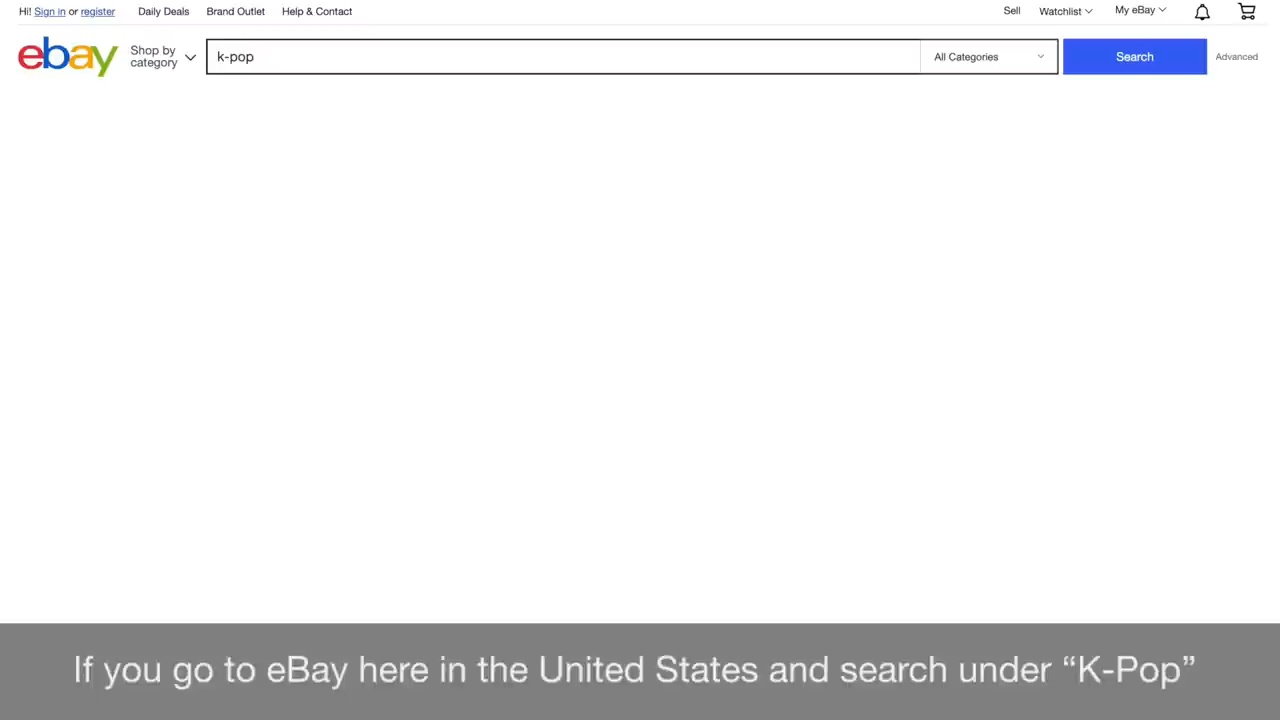 Hi! Sign in or register Daily Deals Brand Outlet Help & Contact Sell Watchlist My eBay
ebay Shop by category k-pop All Categories Search Advanced
If you go to eBay here in the United States and search under “K-Pop”